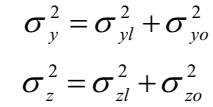 σ_y^2 = σ_yl^2 + σ_yo^2
σ_z^2 = σ_zl^2 + σ_zo^2